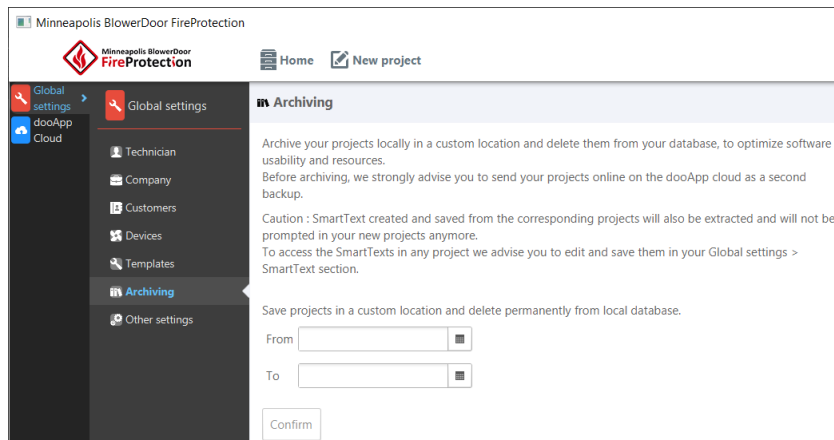 Minneapolis BlowerDoor FireProtection
Minneapolis BlowerDoor
FireProtection
Home
New project
Global
settings
dooApp
Cloud
Global settings
Technician
Company
Customers
Devices
Templates
Archiving
Other settings
Archiving
Archive your projects locally in a custom location and delete them from your database, to optimize software
usability and resources.
Before archiving, we strongly advise you to send your projects online on the dooApp cloud as a second
backup.
Caution : SmartText created and saved from the corresponding projects will also be extracted and will not be
prompted in your new projects anymore.
To access the SmartTexts in any project we advise you to edit and save them in your Global settings >
SmartText section.
Save projects in a custom location and delete permanently from local database.
From
To
Confirm